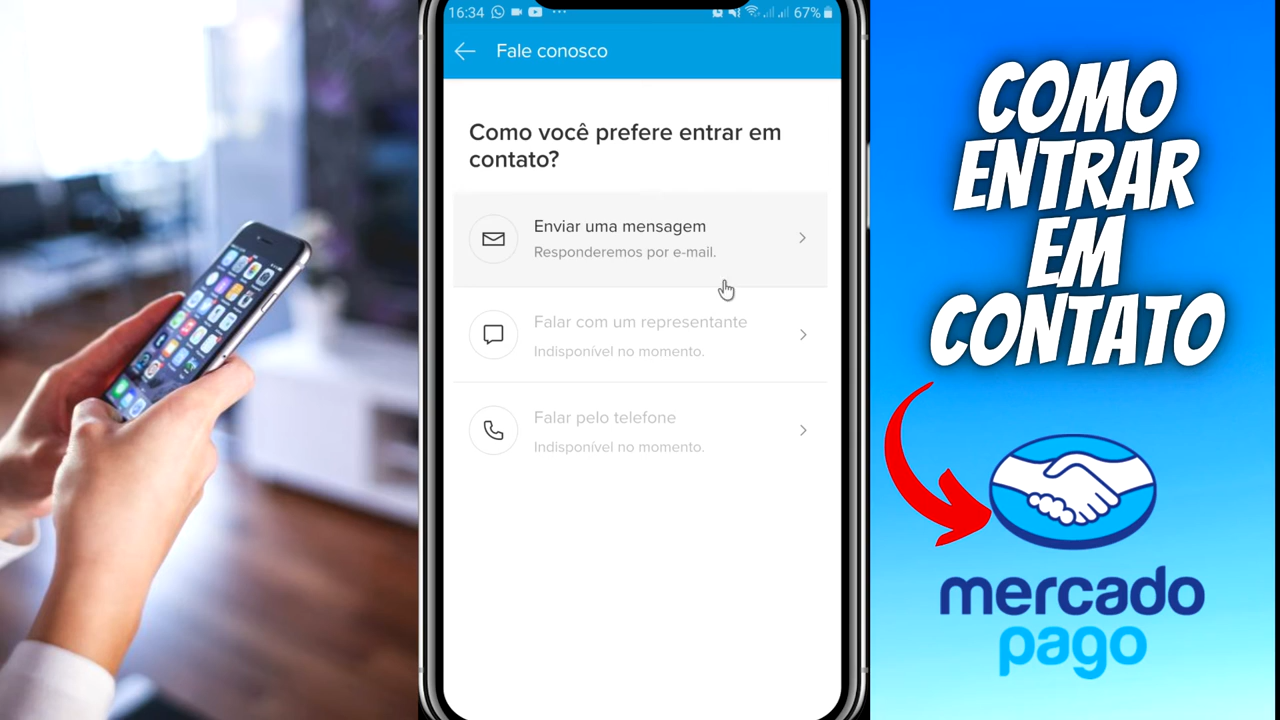 16:34
67%
Fale conosco
Como você prefere entrar em
contato?
Enviar uma mensagem
Responderemos por e-mail.
Falar com um representante
Indisponível no momento.
Falar pelo telefone
Indisponível no momento.
COMO
ENTRAR
EM
CONTATO
mercado
pago